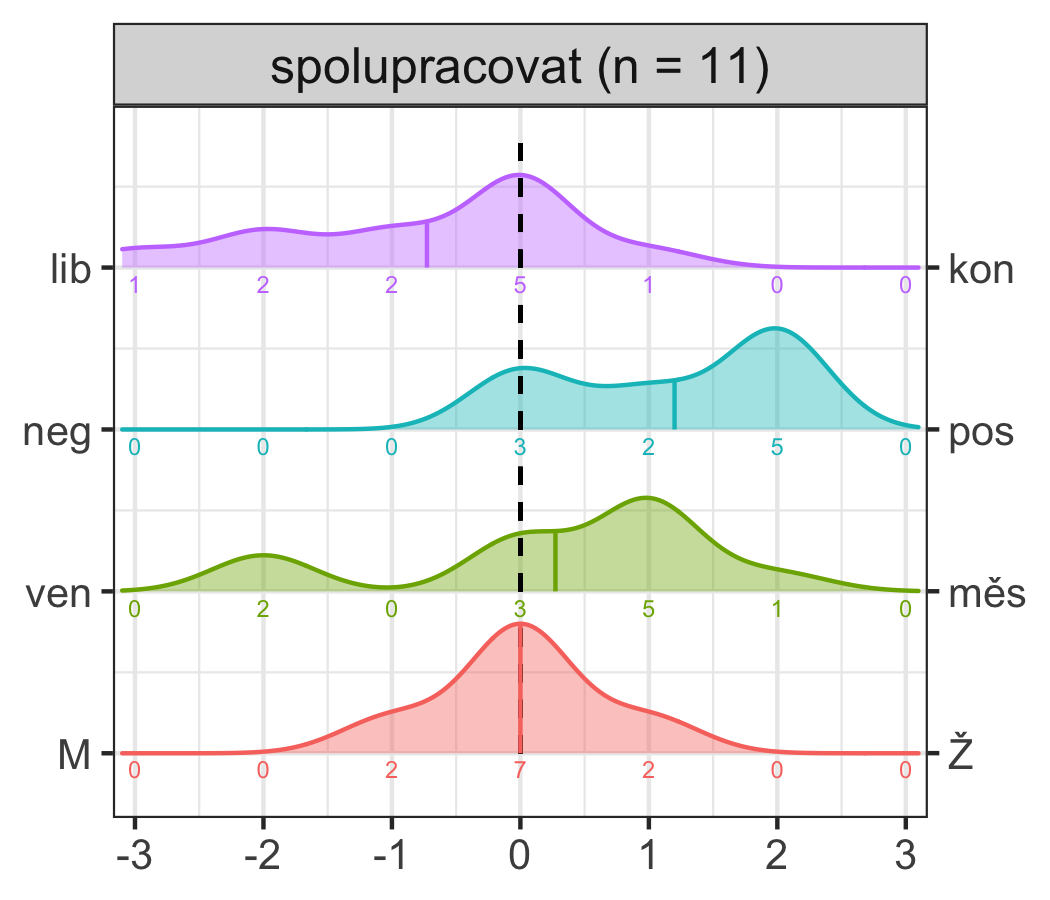 spolupracovat (n = 11)
lib kon
1 2 2 5 1 0 0
neg pos
0 0 0 3 2 5 0
ven měs
0 2 0 3 5 1 0
M Ž
0 0 2 7 2 0 0
-3 -2 -1 0 1 2 3